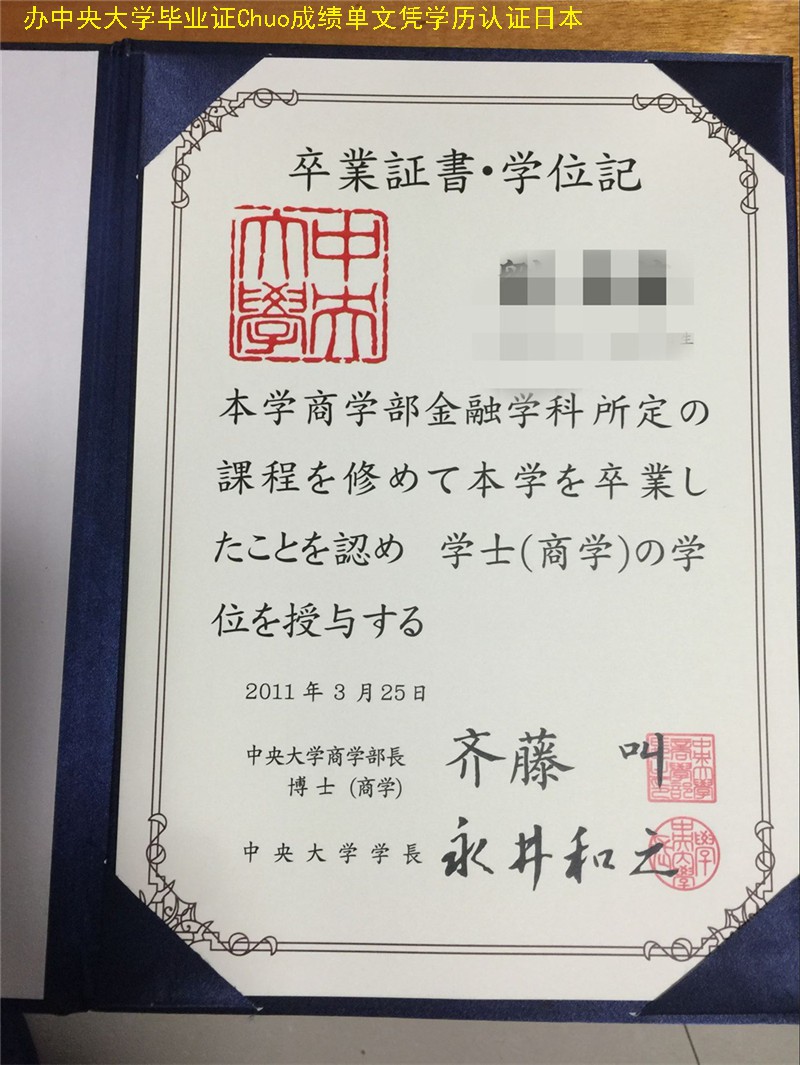 办中央大学毕业证Chuo成绩单文凭学历认证日本
卒業証書・学位記
中央
大學
本学商学部金融学科所定の
課程を修めて本学を卒業し
たことを認め 学士(商学)の学
位を授与する
2011年3月25日
中央大学商学部長 齐藤 叫
博士 (商学)
中央大学学長 永井和之